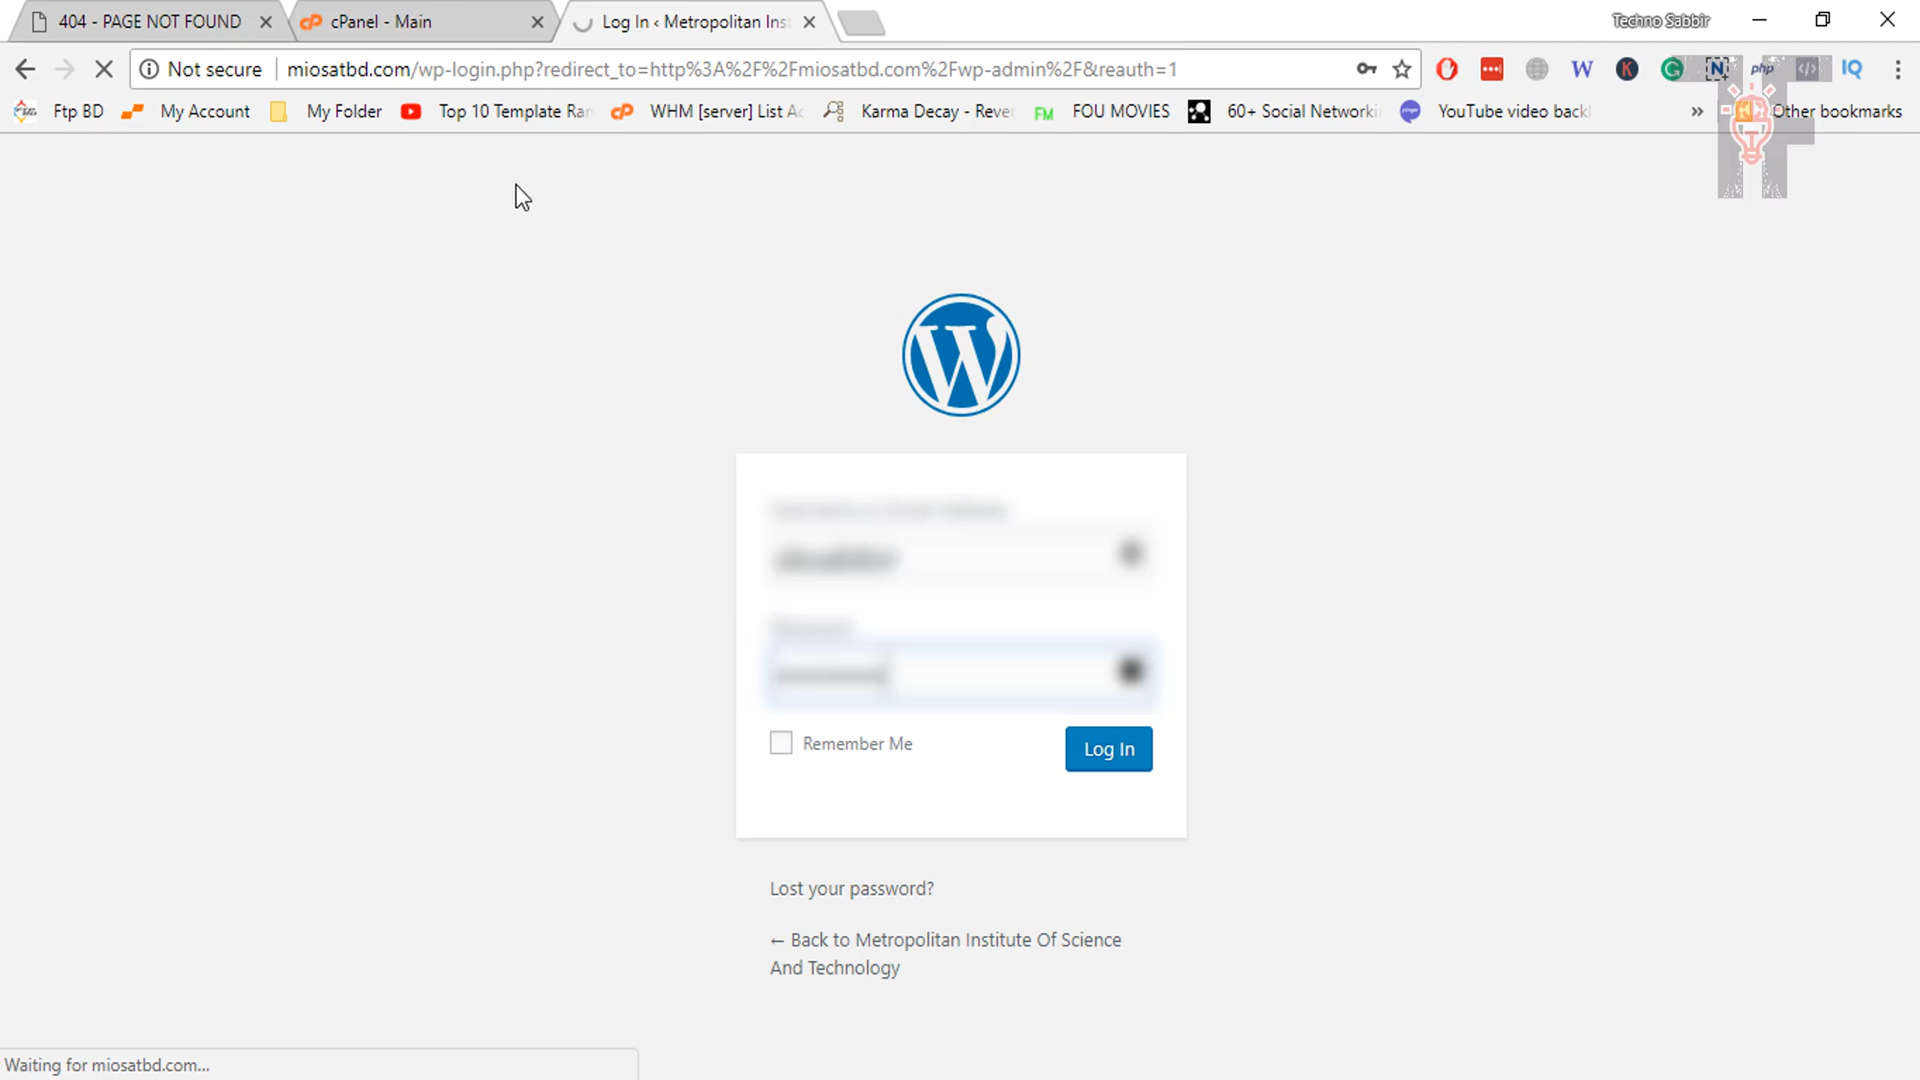 404 - PAGE NOT FOUND
cPanel - Main
Log In ‹ Metropolitan Ins
Techno Sabbir
Not secure
miosatbd.com/wp-login.php?redirect_to=http%3A%2F%2Fmiosatbd.com%2Fwp-admin%2F&reauth=1
Ftp BD
My Account
My Folder
Top 10 Template Ran
WHM [server] List Ac
Karma Decay - Reve
FOU MOVIES
60+ Social Networki
YouTube video back
»
Other bookmarks
Remember Me
Log In
Lost your password?
← Back to Metropolitan Institute Of Science
And Technology
Waiting for miosatbd.com...